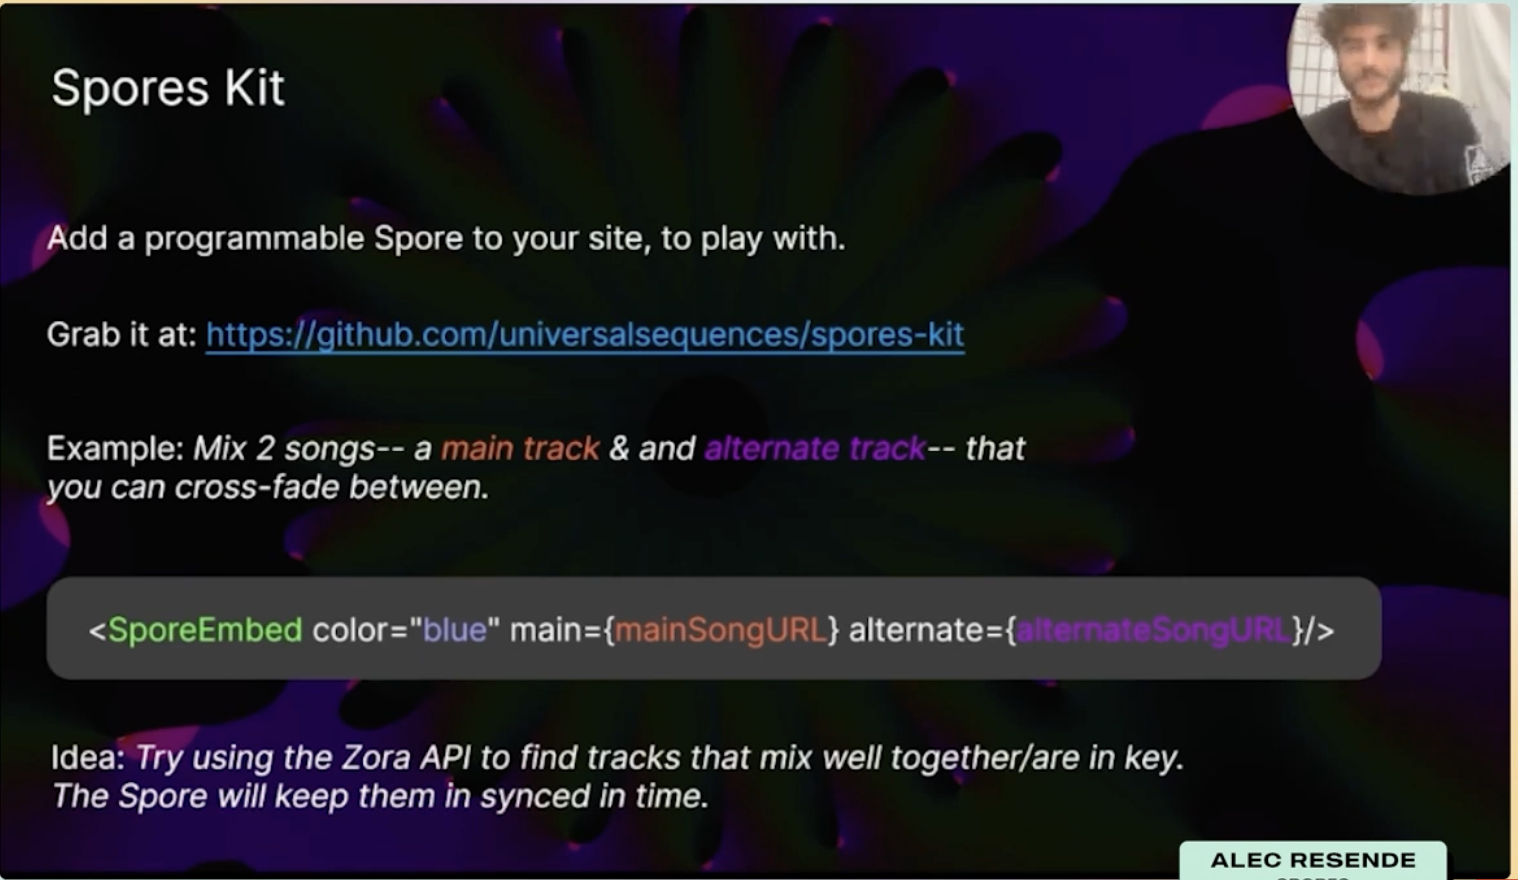 Spores Kit
Add a programmable Spore to your site, to play with.
Grab it at: https://github.com/universalsequences/spores-kit
Example: Mix 2 songs-- a main track & and alternate track-- that
you can cross-fade between.
<SporeEmbed color="blue" main={mainSongURL} alternate={alternateSongURL}/>
Idea: Try using the Zora API to find tracks that mix well together/are in key.
The Spore will keep them in synced in time.
ALEC RESENDE